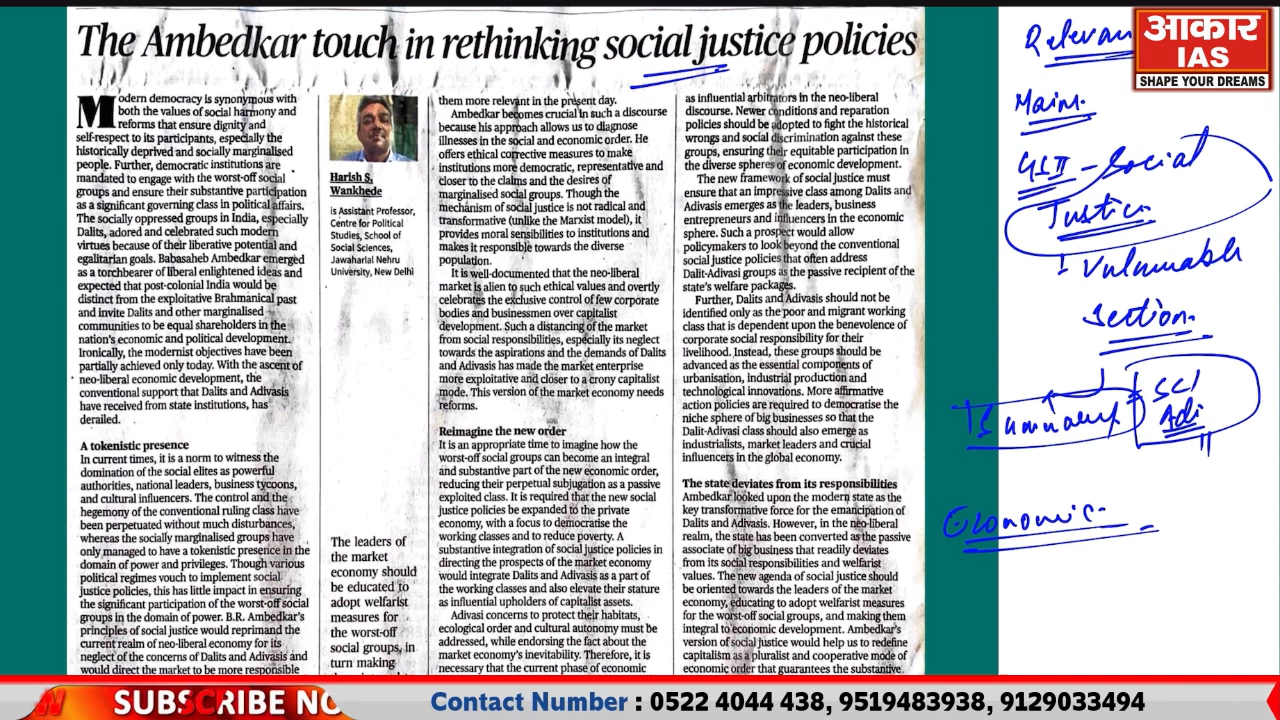 The Ambedkar touch in rethinking social justice policies
Modern democracy is synonymous with
both the values of social harmony and
reforms that ensure dignity and
self-respect to its participants, especially the
historically deprived and socially marginalised
people. Further, democratic institutions are
mandated to engage with the worst-off social
groups and ensure their substantive participation
as a significant governing class in political affairs.
The socially oppressed groups in India, especially
Dalits, adored and celebrated such modern
virtues because of their liberative potential and
egalitarian goals. Babasaheb Ambedkar emerged
as a torchbearer of liberal enlightened ideas and
expected that post-colonial India would be
distinct from the exploitative Brahmanical past
and invite Dalits and other marginalised
communities to be equal shareholders in the
nation's economic and political development.
Ironically, the modernist objectives have been
partially achieved only today. With the ascent of
neo-liberal economic development, the
conventional support that Dalits and Adivasis
have received from state institutions, has
derailed.
A tokenistic presence
In current times, it is a norm to witness the
domination of the social elites as powerful
authorities, national leaders, business tycoons,
and cultural influencers. The control and the
hegemony of the conventional ruling class have
been perpetuated without much disturbances,
whereas the socially marginalised groups have
only managed to have a tokenistic presence in the
domain of power and privileges. Though various
political regimes vouch to implement social
justice policies, this has little impact in ensuring
the significant participation of the worst-off social
groups in the domain of power. B.R. Ambedkar's
principles of social justice would reprimand the
current realm of neo-liberal economy for its
neglect of the concerns of Dalits and Adivasis and
would direct the market to be more responsible
Harish S.
Wankhede
is Assistant Professor,
Centre for Political
Studies, School of
Social Sciences,
Jawaharlal Nehru
University, New Delhi
The leaders of
the market
economy should
be educated to
adopt welfarist
measures for
the worst-off
social groups, in
turn making
them more relevant in the present day.
Ambedkar becomes crucial in such a discourse
because his approach allows us to diagnose
illnesses in the social and economic order. He
offers ethical corrective measures to make
institutions more democratic, representative and
closer to the claims and the desires of
marginalised social groups. Though the
mechanism of social justice is not radical and
transformative (unlike the Marxist model), it
provides moral sensibilities to institutions and
makes it responsible towards the diverse
population.
It is well-documented that the neo-liberal
market is alien to such ethical values and overtly
celebrates the exclusive control of few corporate
bodies and businessmen over capitalist
development. Such a distancing of the market
from social responsibilities, especially its neglect
towards the aspirations and the demands of Dalits
and Adivasis has made the market enterprise
more exploitative and closer to a crony capitalist
mode. This version of the market economy needs
reforms.
Reimagine the new order
It is an appropriate time to imagine how the
worst-off social groups can become an integral
and substantive part of the new economic order,
reducing their perpetual subjugation as a passive
exploited class. It is required that the new social
justice policies be expanded to the private
economy, with a focus to democratise the
working classes and to reduce poverty. A
substantive integration of social justice policies in
directing the prospects of the market economy
would integrate Dalits and Adivasis as a part of
the working classes and also elevate their stature
as influential upholders of capitalist assets.
Adivasi concerns to protect their habitats,
ecological order and cultural autonomy must be
addressed, while endorsing the fact about the
market economy's inevitability. Therefore, it is
necessary that the current phase of economic
as influential arbitrators in the neo-liberal
discourse. Newer conditions and reparation
policies should be adopted to fight the historical
wrongs and social discrimination against these
groups, ensuring their equitable participation in
the diverse spheres of economic development.
The new framework of social justice must
ensure that an impressive class among Dalits and
Adivasis emerges as the leaders, business
entrepreneurs and influencers in the economic
sphere. Such a prospect would allow
policymakers to look beyond the conventional
social justice policies that often address
Dalit-Adivasi groups as the passive recipient of the
state's welfare packages.
Further, Dalits and Adivasis should not be
identified only as the poor and migrant working
class that is dependent upon the benevolence of
corporate social responsibility for their
livelihood. Instead, these groups should be
advanced as the essential components of
urbanisation, industrial production and
technological innovations. More affirmative
action policies are required to democratise the
niche sphere of big businesses so that the
Dalit-Adivasi class should also emerge as
industrialists, market leaders and crucial
influencers in the global economy.
The state deviates from its responsibilities
Ambedkar looked upon the modern state as the
key transformative force for the emancipation of
Dalits and Adivasis. However, in the neo-liberal
realm, the state has been converted as the passive
associate of big business that readily deviates
from its social responsibilities and welfarist
values. The new agenda of social justice should
be oriented towards the leaders of the market
economy, educating to adopt welfarist measures
for the worst-off social groups, and making them
integral to economic development. Ambedkar's
version of social justice would help us to redefine
capitalism as a pluralist and cooperative mode of
economic order that guarantees the substantive
Relevan
Mains
GS II - Social
Justice
Vulnerable
Section
SC
Adi
Economic
आकार
IAS
SHAPE YOUR DREAMS
SUBSCRIBE NO
Contact Number : 0522 4044 438, 9519483938, 9129033494